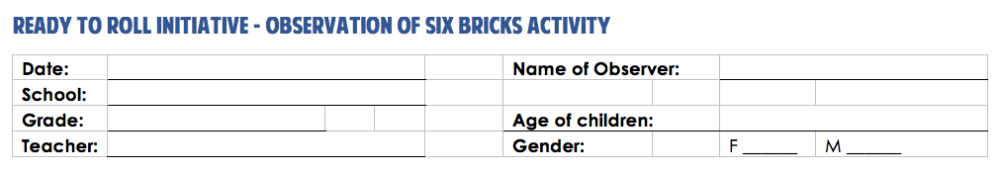 READY TO ROLL INITIATIVE - OBSERVATION OF SIX BRICKS ACTIVITY
Date: Name of Observer:
School:
Grade: Age of children:
Teacher: Gender: F ______ M ______